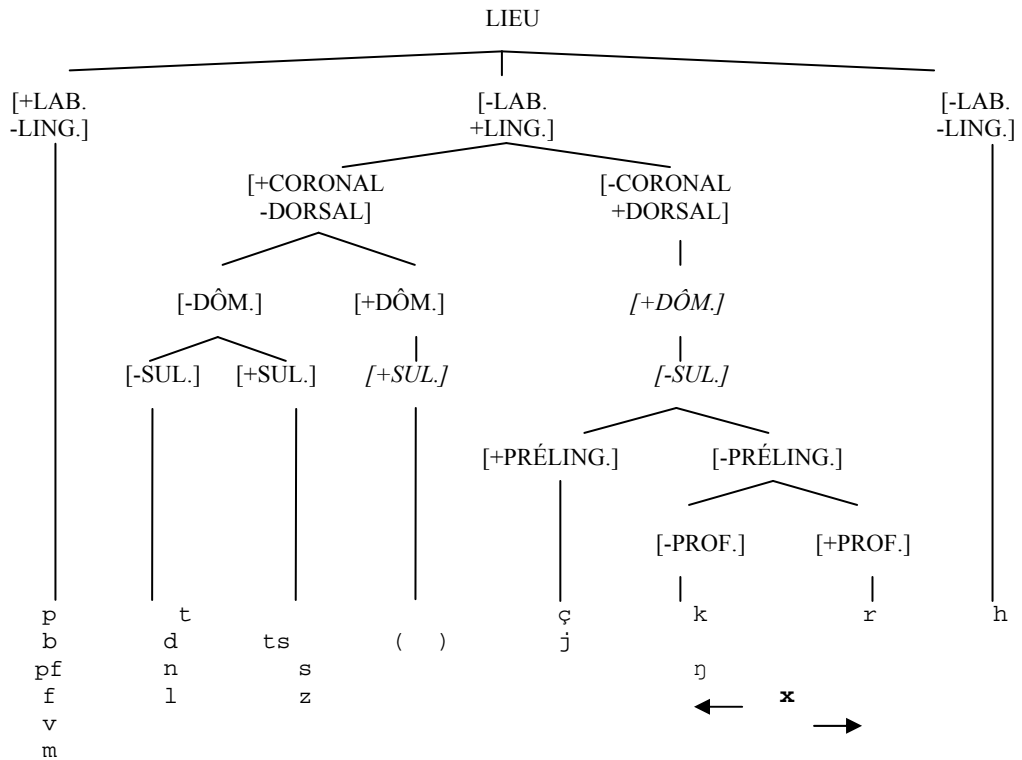 LIEU
[+LAB. [-LAB. [-LAB.
-LING.] +LING.] -LING.]
[+CORONAL [-CORONAL
-DORSAL] +DORSAL]
[-DÔM.] [+DÔM.] [+DÔM.]
[-SUL.] [+SUL.] [+SUL.] [-SUL.]
[+PRÉLING.] [-PRÉLING.]
[-PROF.] [+PROF.]
p t ç k r h
b d ts ( ) j
pf n s ŋ
f l z x
v
m